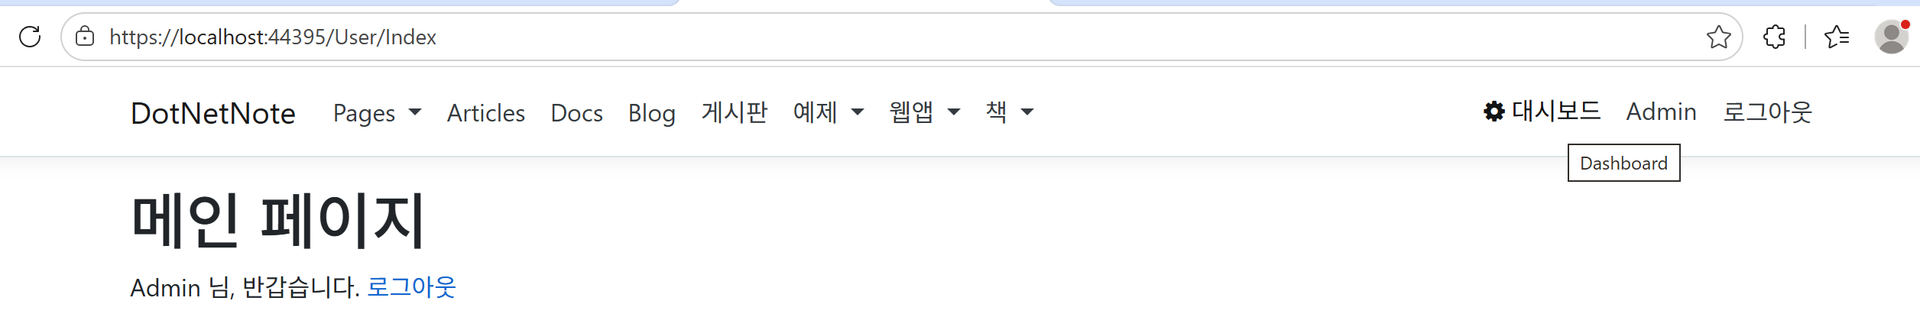 https://localhost:44395/User/Index
DotNetNote Pages Articles Docs Blog 게시판 예제 웹앱 책 대시보드 Admin 로그아웃
Dashboard
메인 페이지
Admin 님, 반갑습니다. 로그아웃